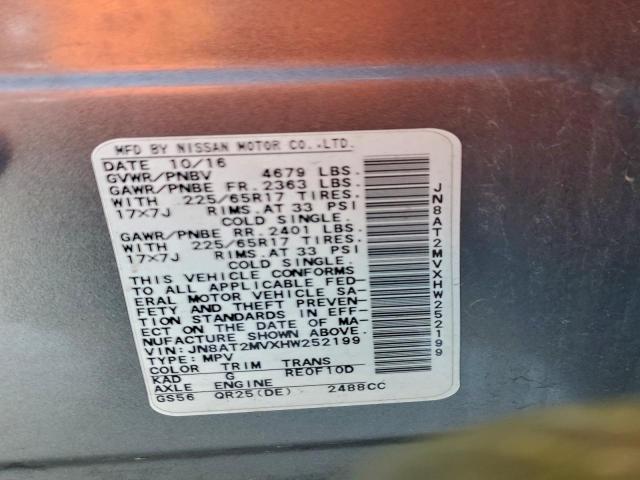 MFD BY NISSAN MOTOR CO.,LTD.
DATE 10/16
GVWR/PNBV 4679 LBS.
GAWR/PNBE FR. 2363 LBS.
WITH 225/65R17 TIRES.
17X7J RIMS.AT 33 PSI
COLD SINGLE.
GAWR/PNBE RR. 2401 LBS.
WITH 225/65R17 TIRES.
17X7J RIMS.AT 33 PSI
COLD SINGLE.
THIS VEHICLE CONFORMS
TO ALL APPLICABLE FED-
ERAL MOTOR VEHICLE SA-
FETY AND THEFT PREVEN-
TION STANDARDS IN EFF-
ECT ON THE DATE OF MA-
NUFACTURE SHOWN ABOVE.
VIN: JN8AT2MVXHW252199
TYPE: MPV
COLOR TRIM TRANS
KAD G RE0F10D
AXLE ENGINE
GS56 QR25(DE) 2488CC
JN8AT2MVXHW252199